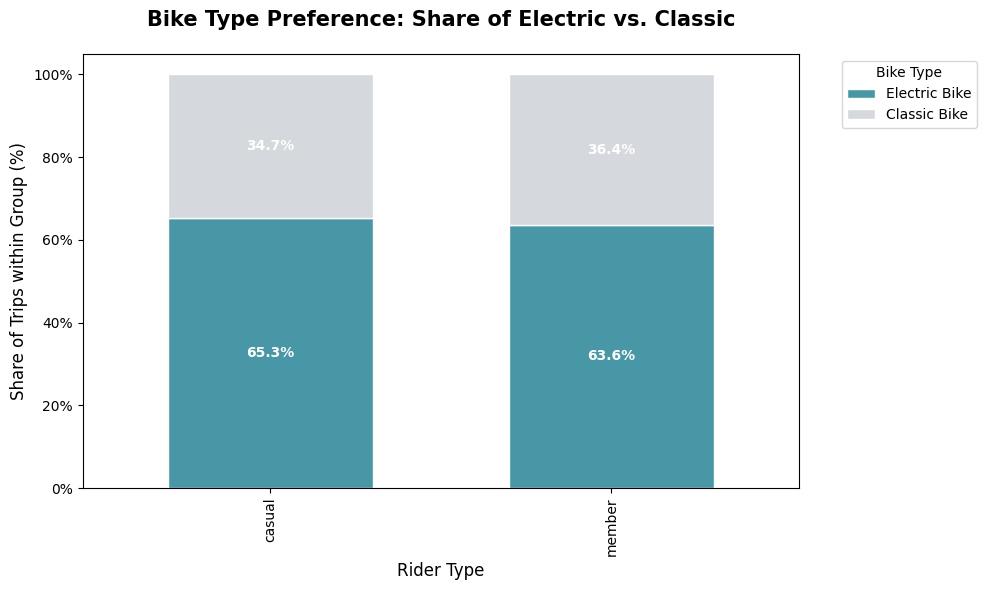 Bike Type Preference: Share of Electric vs. Classic
Share of Trips within Group (%)
100%
80%
60%
40%
20%
0%
34.7%
36.4%
65.3%
63.6%
casual
member
Rider Type
Bike Type
Electric Bike
Classic Bike